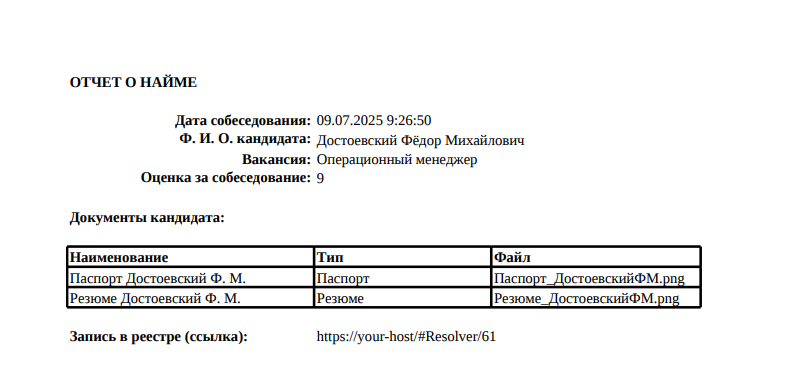 ОТЧЕТ О НАЙМЕ
Дата собеседования: 09.07.2025 9:26:50
Ф. И. О. кандидата: Достоевский Фёдор Михайлович
Вакансия: Операционный менеджер
Оценка за собеседование: 9
Документы кандидата:
Наименование Тип Файл
Паспорт Достоевский Ф. М. Паспорт Паспорт_ДостоевскийФМ.png
Резюме Достоевский Ф. М. Резюме Резюме_ДостоевскийФМ.png
Запись в реестре (ссылка): https://your-host/#Resolver/61